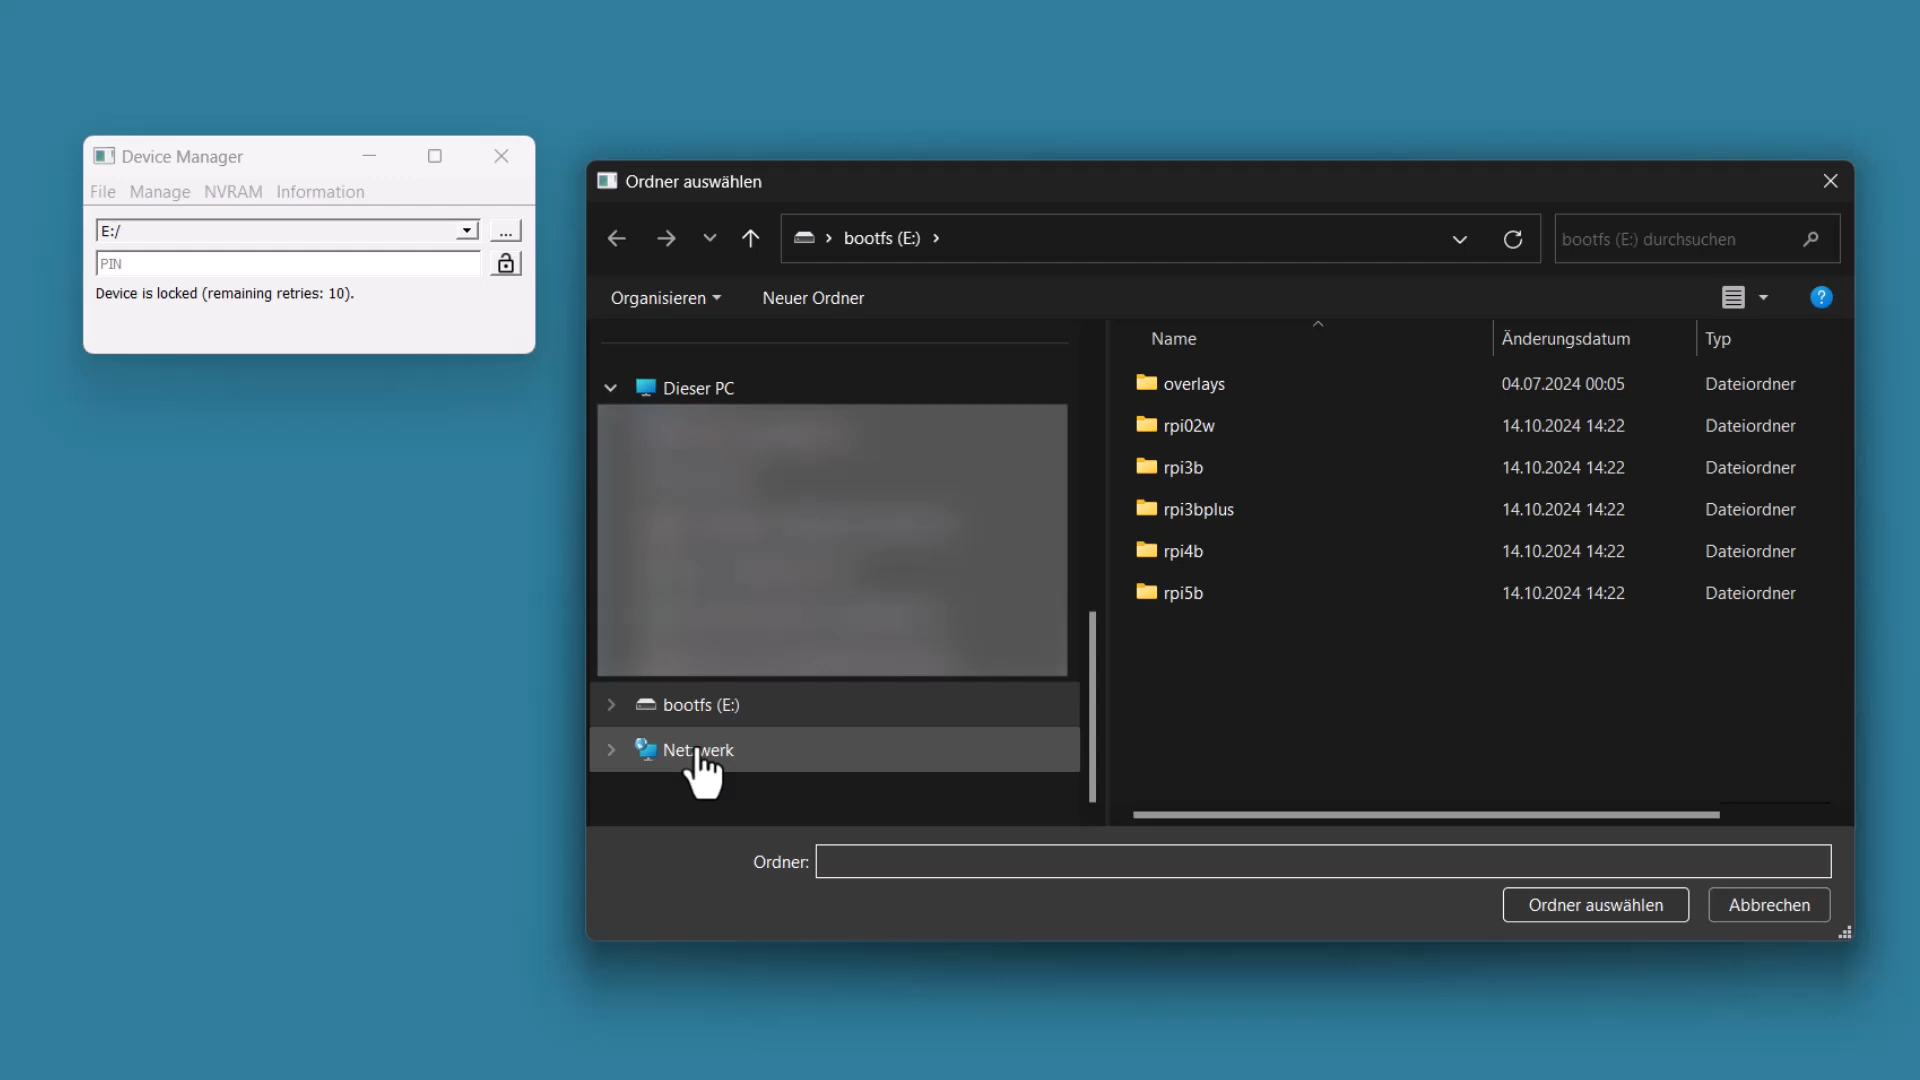 Device Manager
File Manage NVRAM Information
E:/
...
PIN
Device is locked (remaining retries: 10).
Ordner auswählen
bootfs (E:)
bootfs (E:) durchsuchen
Organisieren
Neuer Ordner
?
Dieser PC
bootfs (E:)
Netzwerk
Name Änderungsdatum Typ
overlays 04.07.2024 00:05 Dateiordner
rpi02w 14.10.2024 14:22 Dateiordner
rpi3b 14.10.2024 14:22 Dateiordner
rpi3bplus 14.10.2024 14:22 Dateiordner
rpi4b 14.10.2024 14:22 Dateiordner
rpi5b 14.10.2024 14:22 Dateiordner
Ordner:
Ordner auswählen
Abbrechen